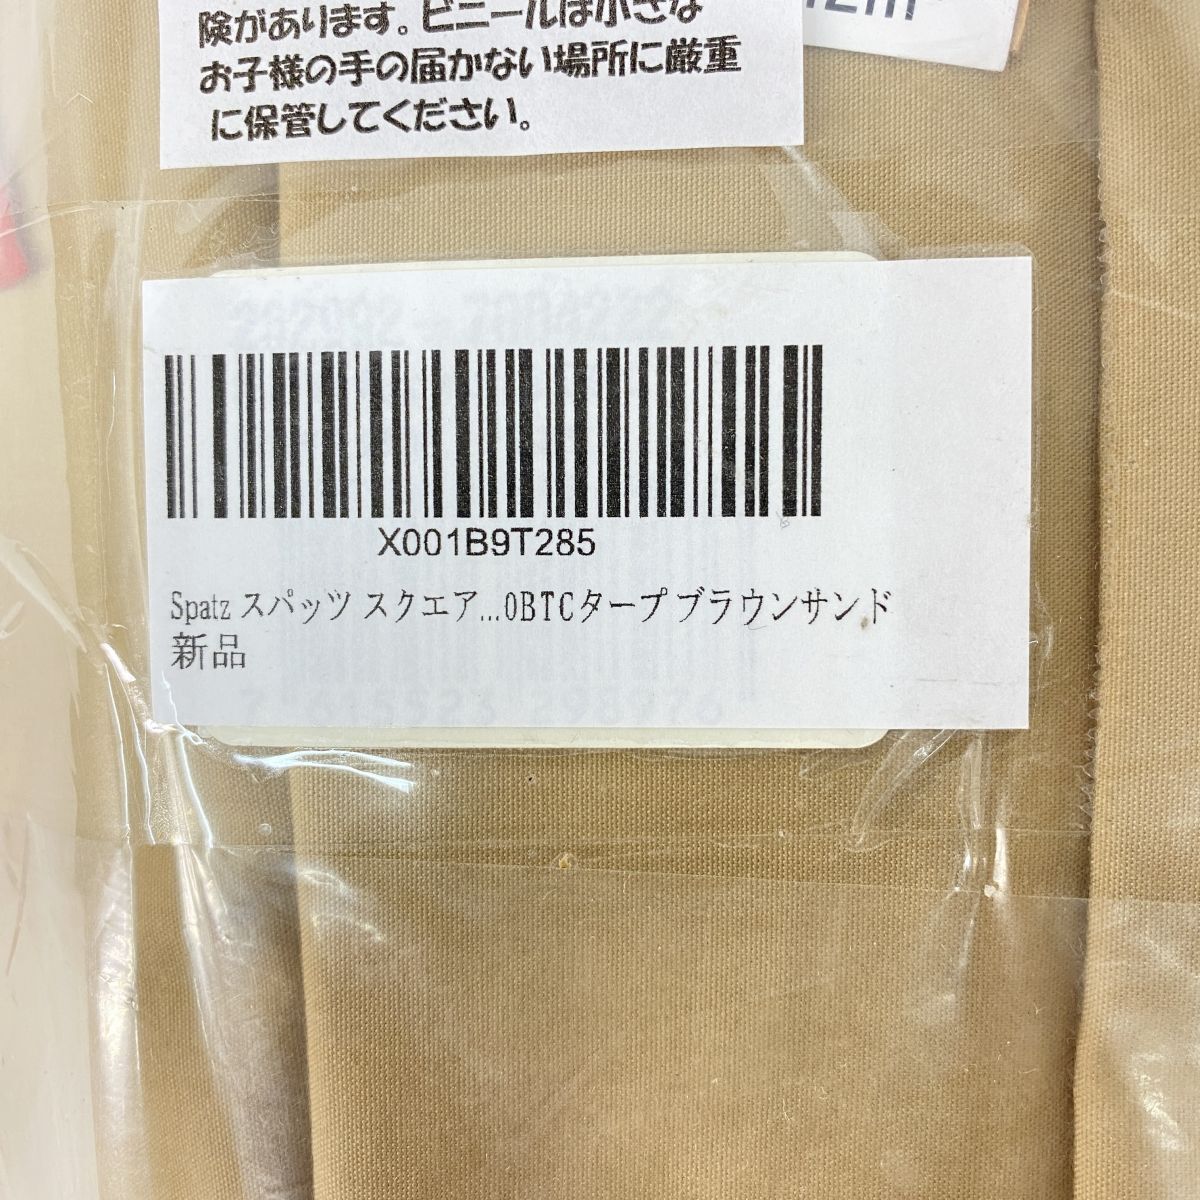 険があります。ビニールは小さな
お子様の手の届かない場所に厳重
に保管してください。
X001B9T285
Spatz スパッツ スクエア...0BTCタープ ブラウンサンド
新品